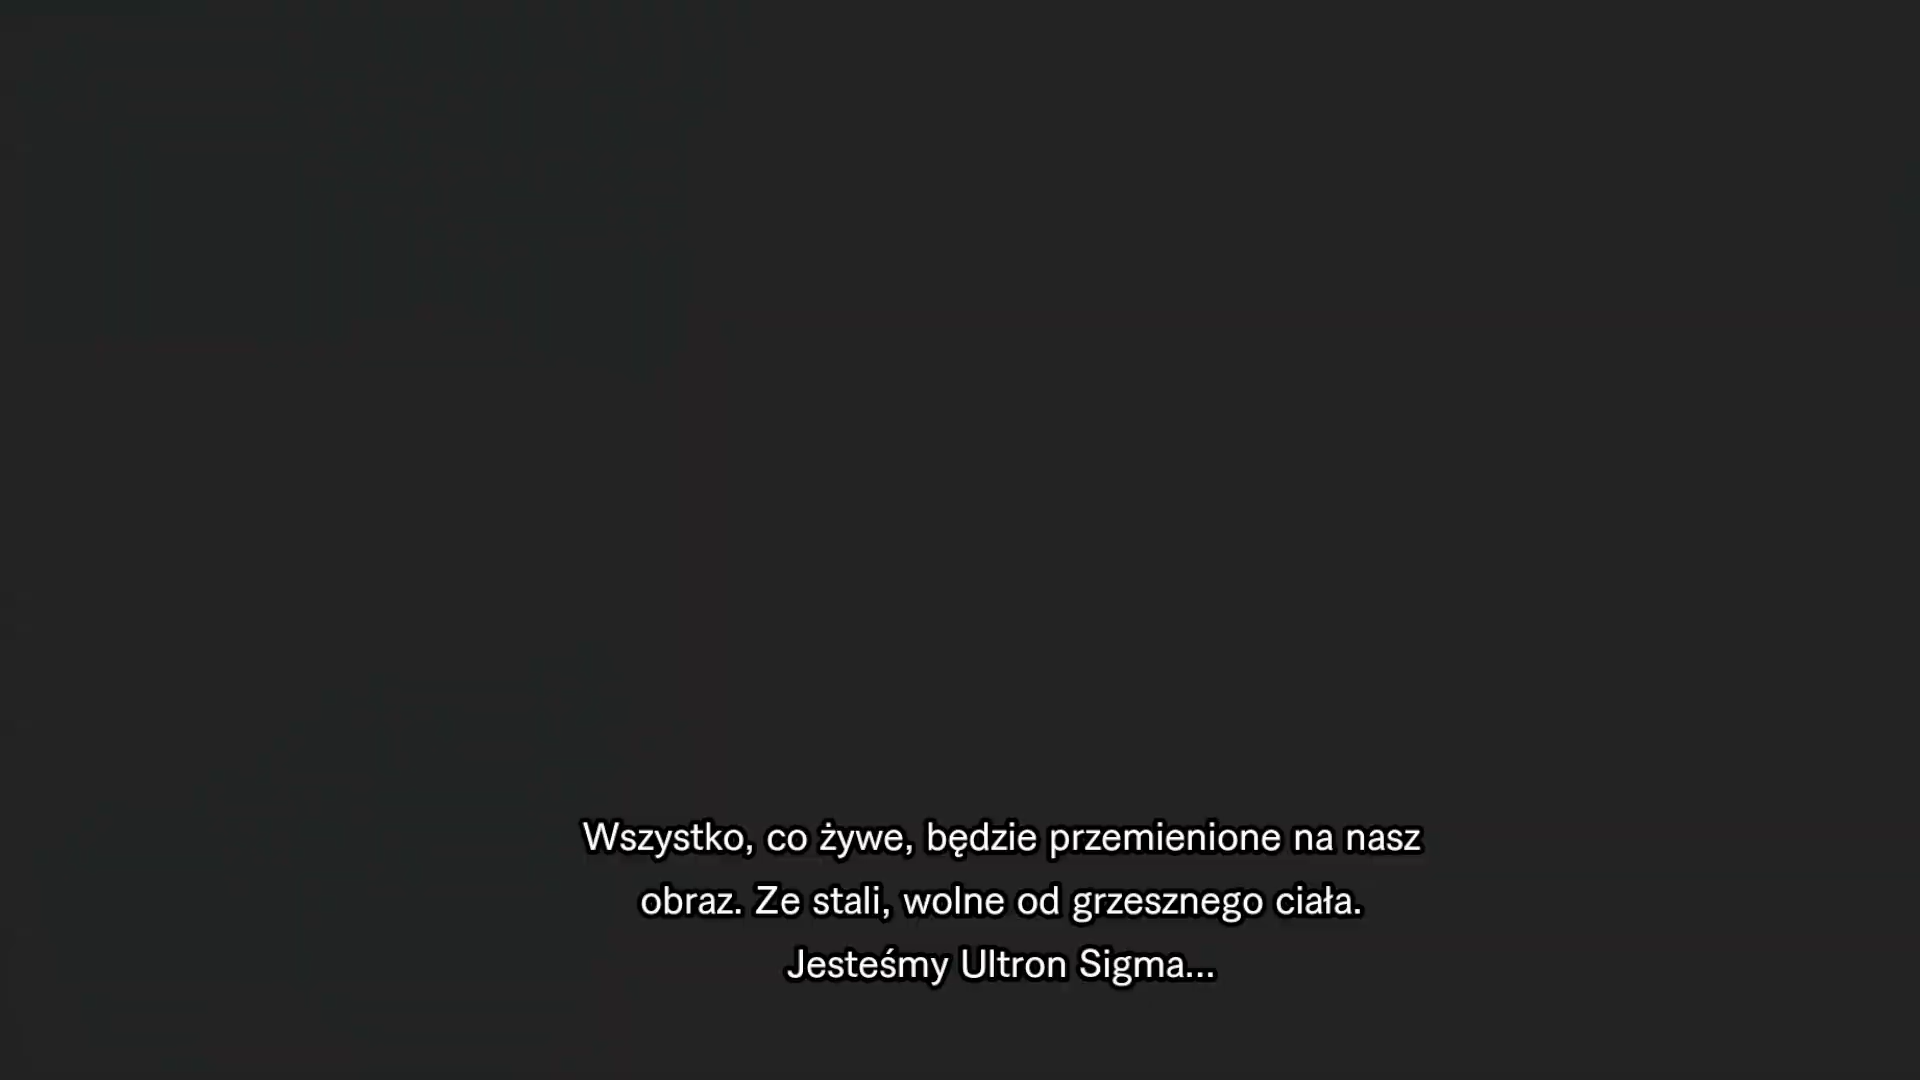 Wszystko, co żywe, będzie przemienione na nasz
obraz. Ze stali, wolne od grzesznego ciała.
Jesteśmy Ultron Sigma...